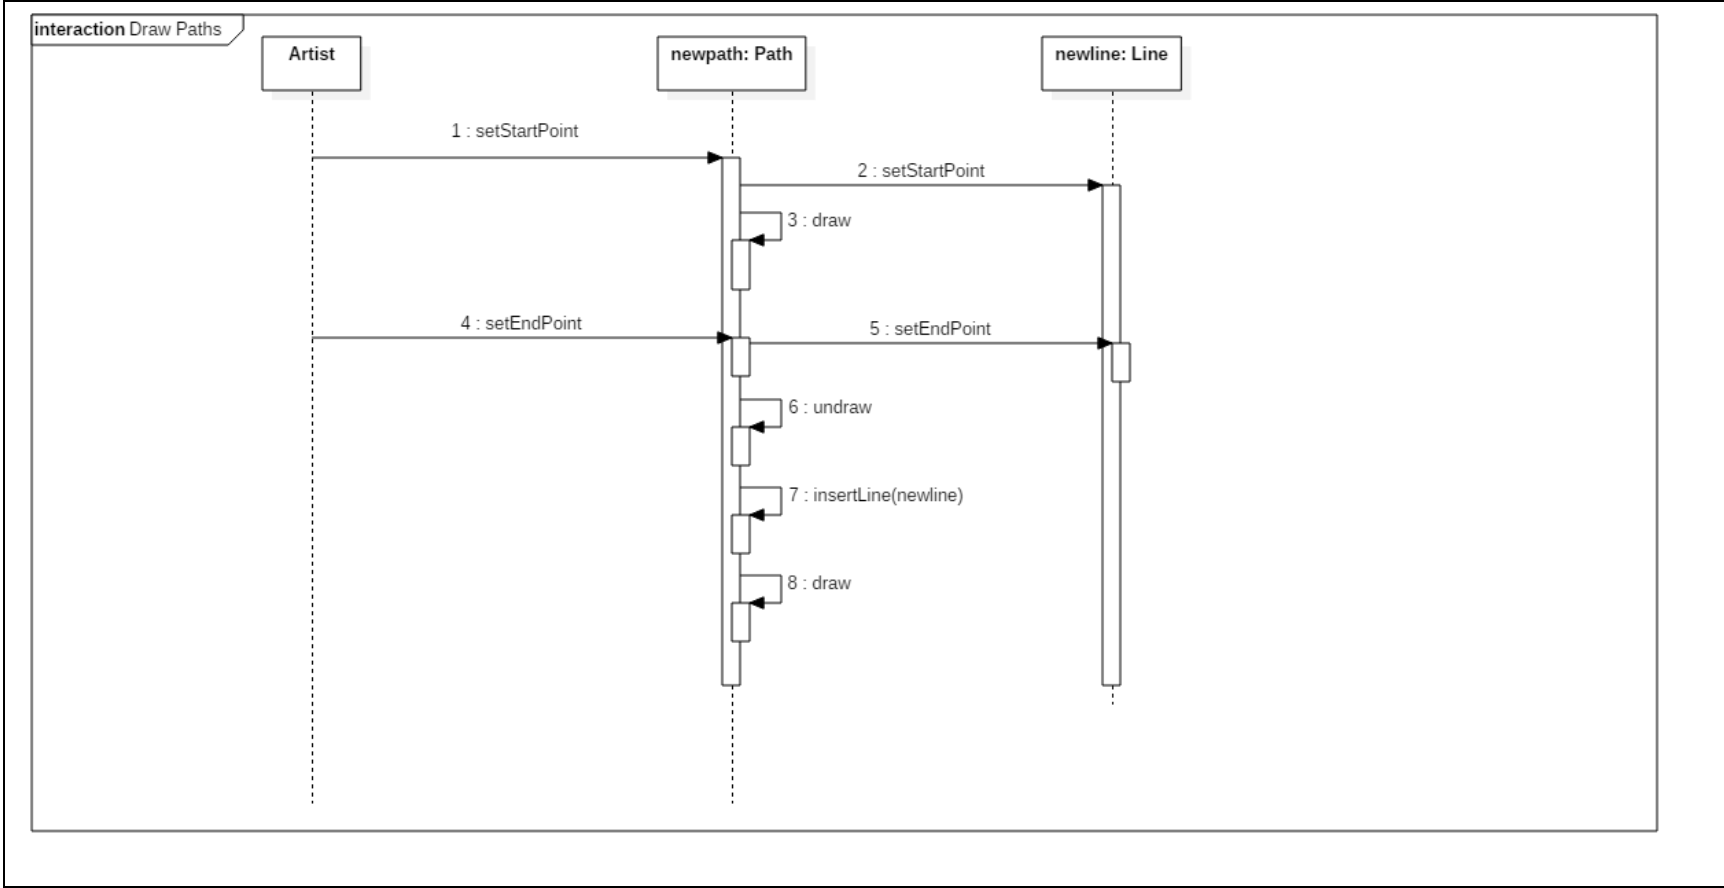 interaction Draw Paths
Artist
newpath: Path
newline: Line
1 : setStartPoint
2 : setStartPoint
3 : draw
4 : setEndPoint
5 : setEndPoint
6 : undraw
7 : insertLine(newline)
8 : draw